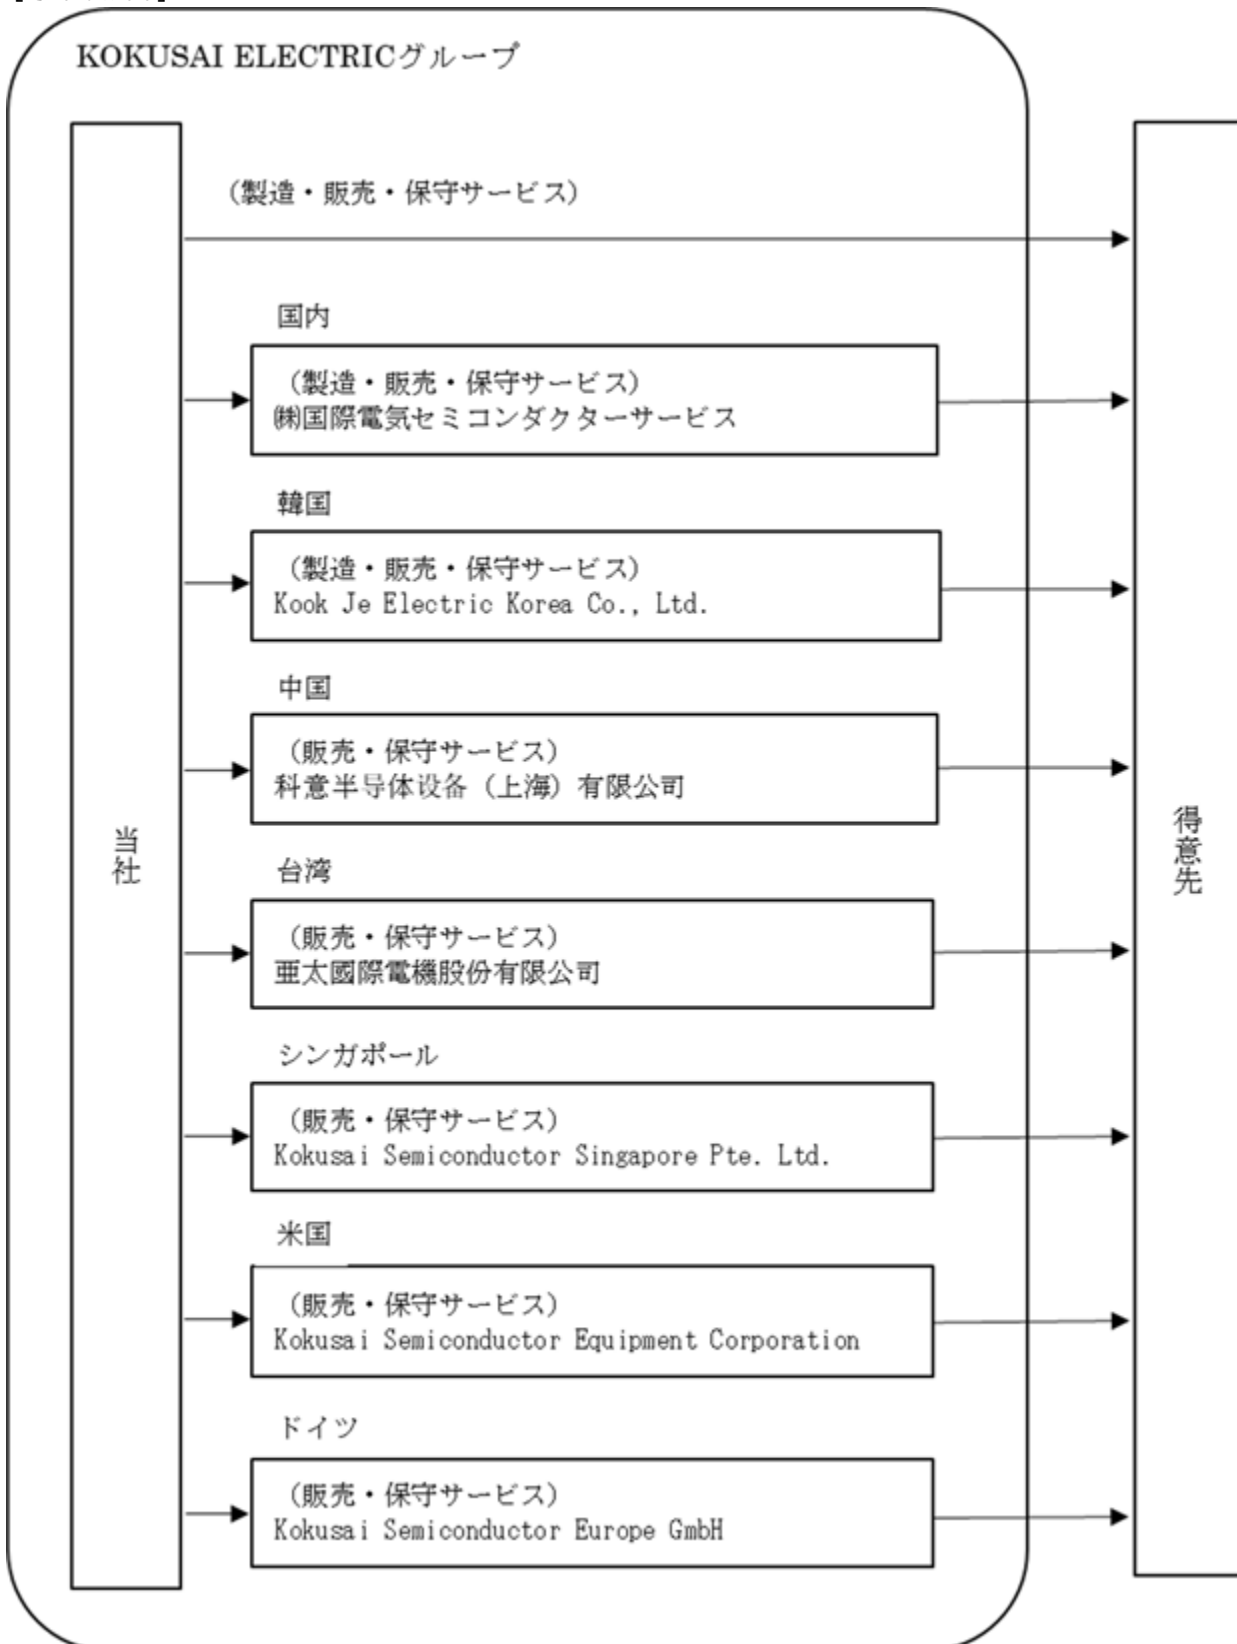 KOKUSAI ELECTRICグループ
（製造・販売・保守サービス）
国内
（製造・販売・保守サービス）
㈱国際電気セミコンダクターサービス
韓国
（製造・販売・保守サービス）
Kook Je Electric Korea Co., Ltd.
中国
（販売・保守サービス）
科意半导体设备（上海）有限公司
当社
得意先
台湾
（販売・保守サービス）
亜太國際電機股份有限公司
シンガポール
（販売・保守サービス）
Kokusai Semiconductor Singapore Pte. Ltd.
米国
（販売・保守サービス）
Kokusai Semiconductor Equipment Corporation
ドイツ
（販売・保守サービス）
Kokusai Semiconductor Europe GmbH